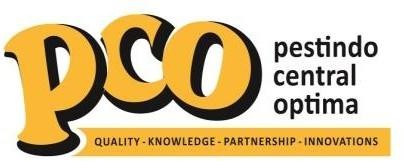 pco
pestindo
central
optima
QUALITY - KNOWLEDGE - PARTNERSHIP - INNOVATIONS